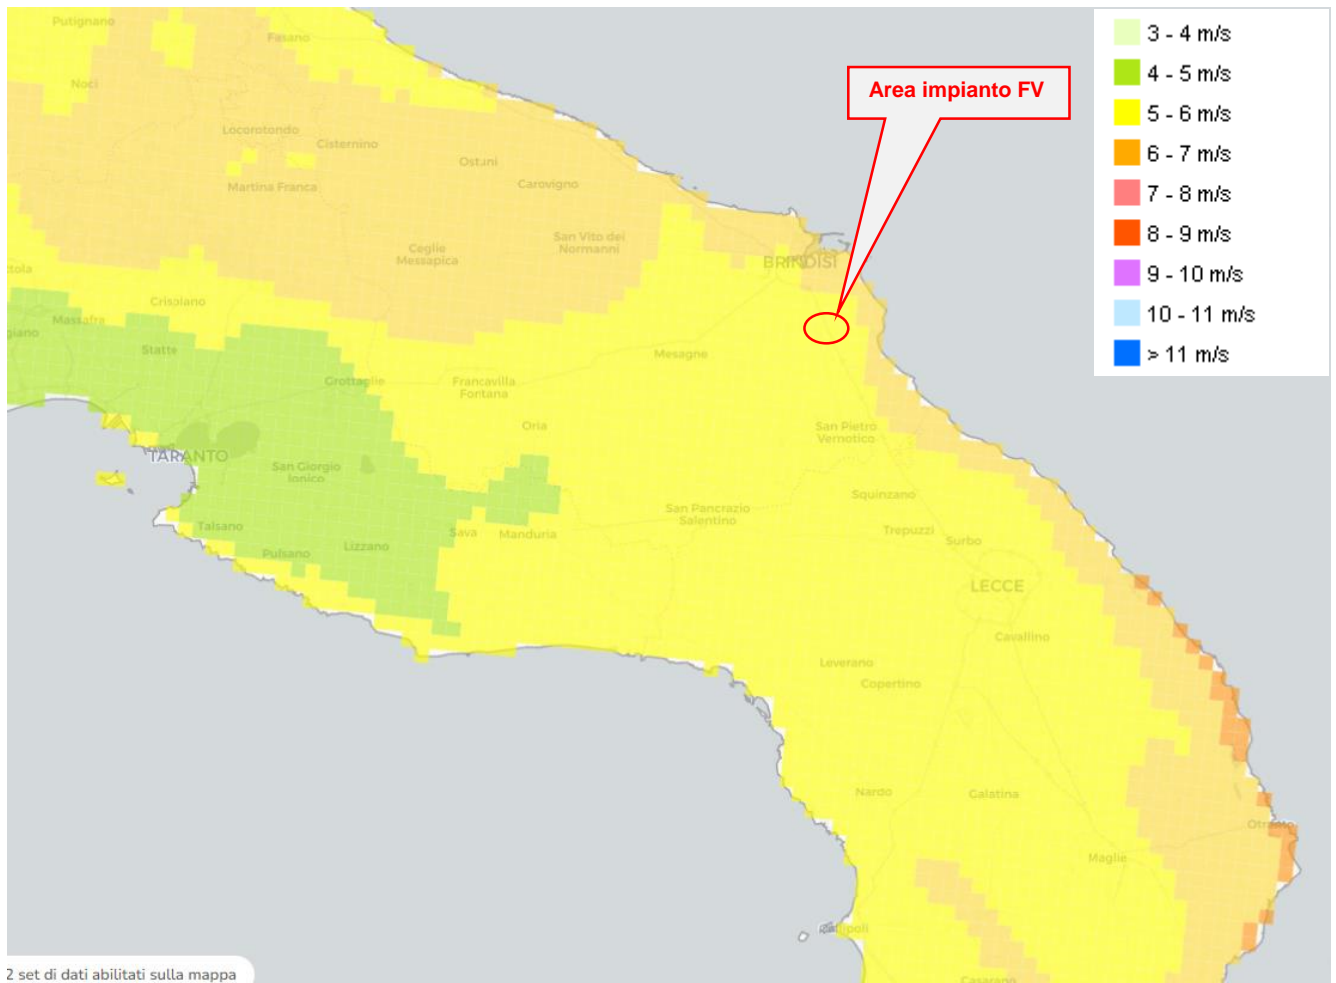 Putignano
Fasano
Noci
Locorotondo
Cisternino
Ostuni
Martina Franca
Carovigno
San Vito dei
Normanni
Ceglie
Messapica
BRINDISI
ttola
Crispiano
Massafra
giano
Statte
Mesagne
Grottaglie
Francavilla
Fontana
Oria
San Pietro
Vernotico
TARANTO
San Giorgio
Ionico
Squinzano
San Pancrazio
Salentino
Talsano
Sava
Manduria
Trepuzzi
Surbo
Lizzano
Pulsano
LECCE
Cavallino
Leverano
Copertino
Nardo
Galatina
Otranto
Maglie
Gallipoli
Casarano
Area impianto FV
3 - 4 m/s
4 - 5 m/s
5 - 6 m/s
6 - 7 m/s
7 - 8 m/s
8 - 9 m/s
9 - 10 m/s
10 - 11 m/s
> 11 m/s
2 set di dati abilitati sulla mappa